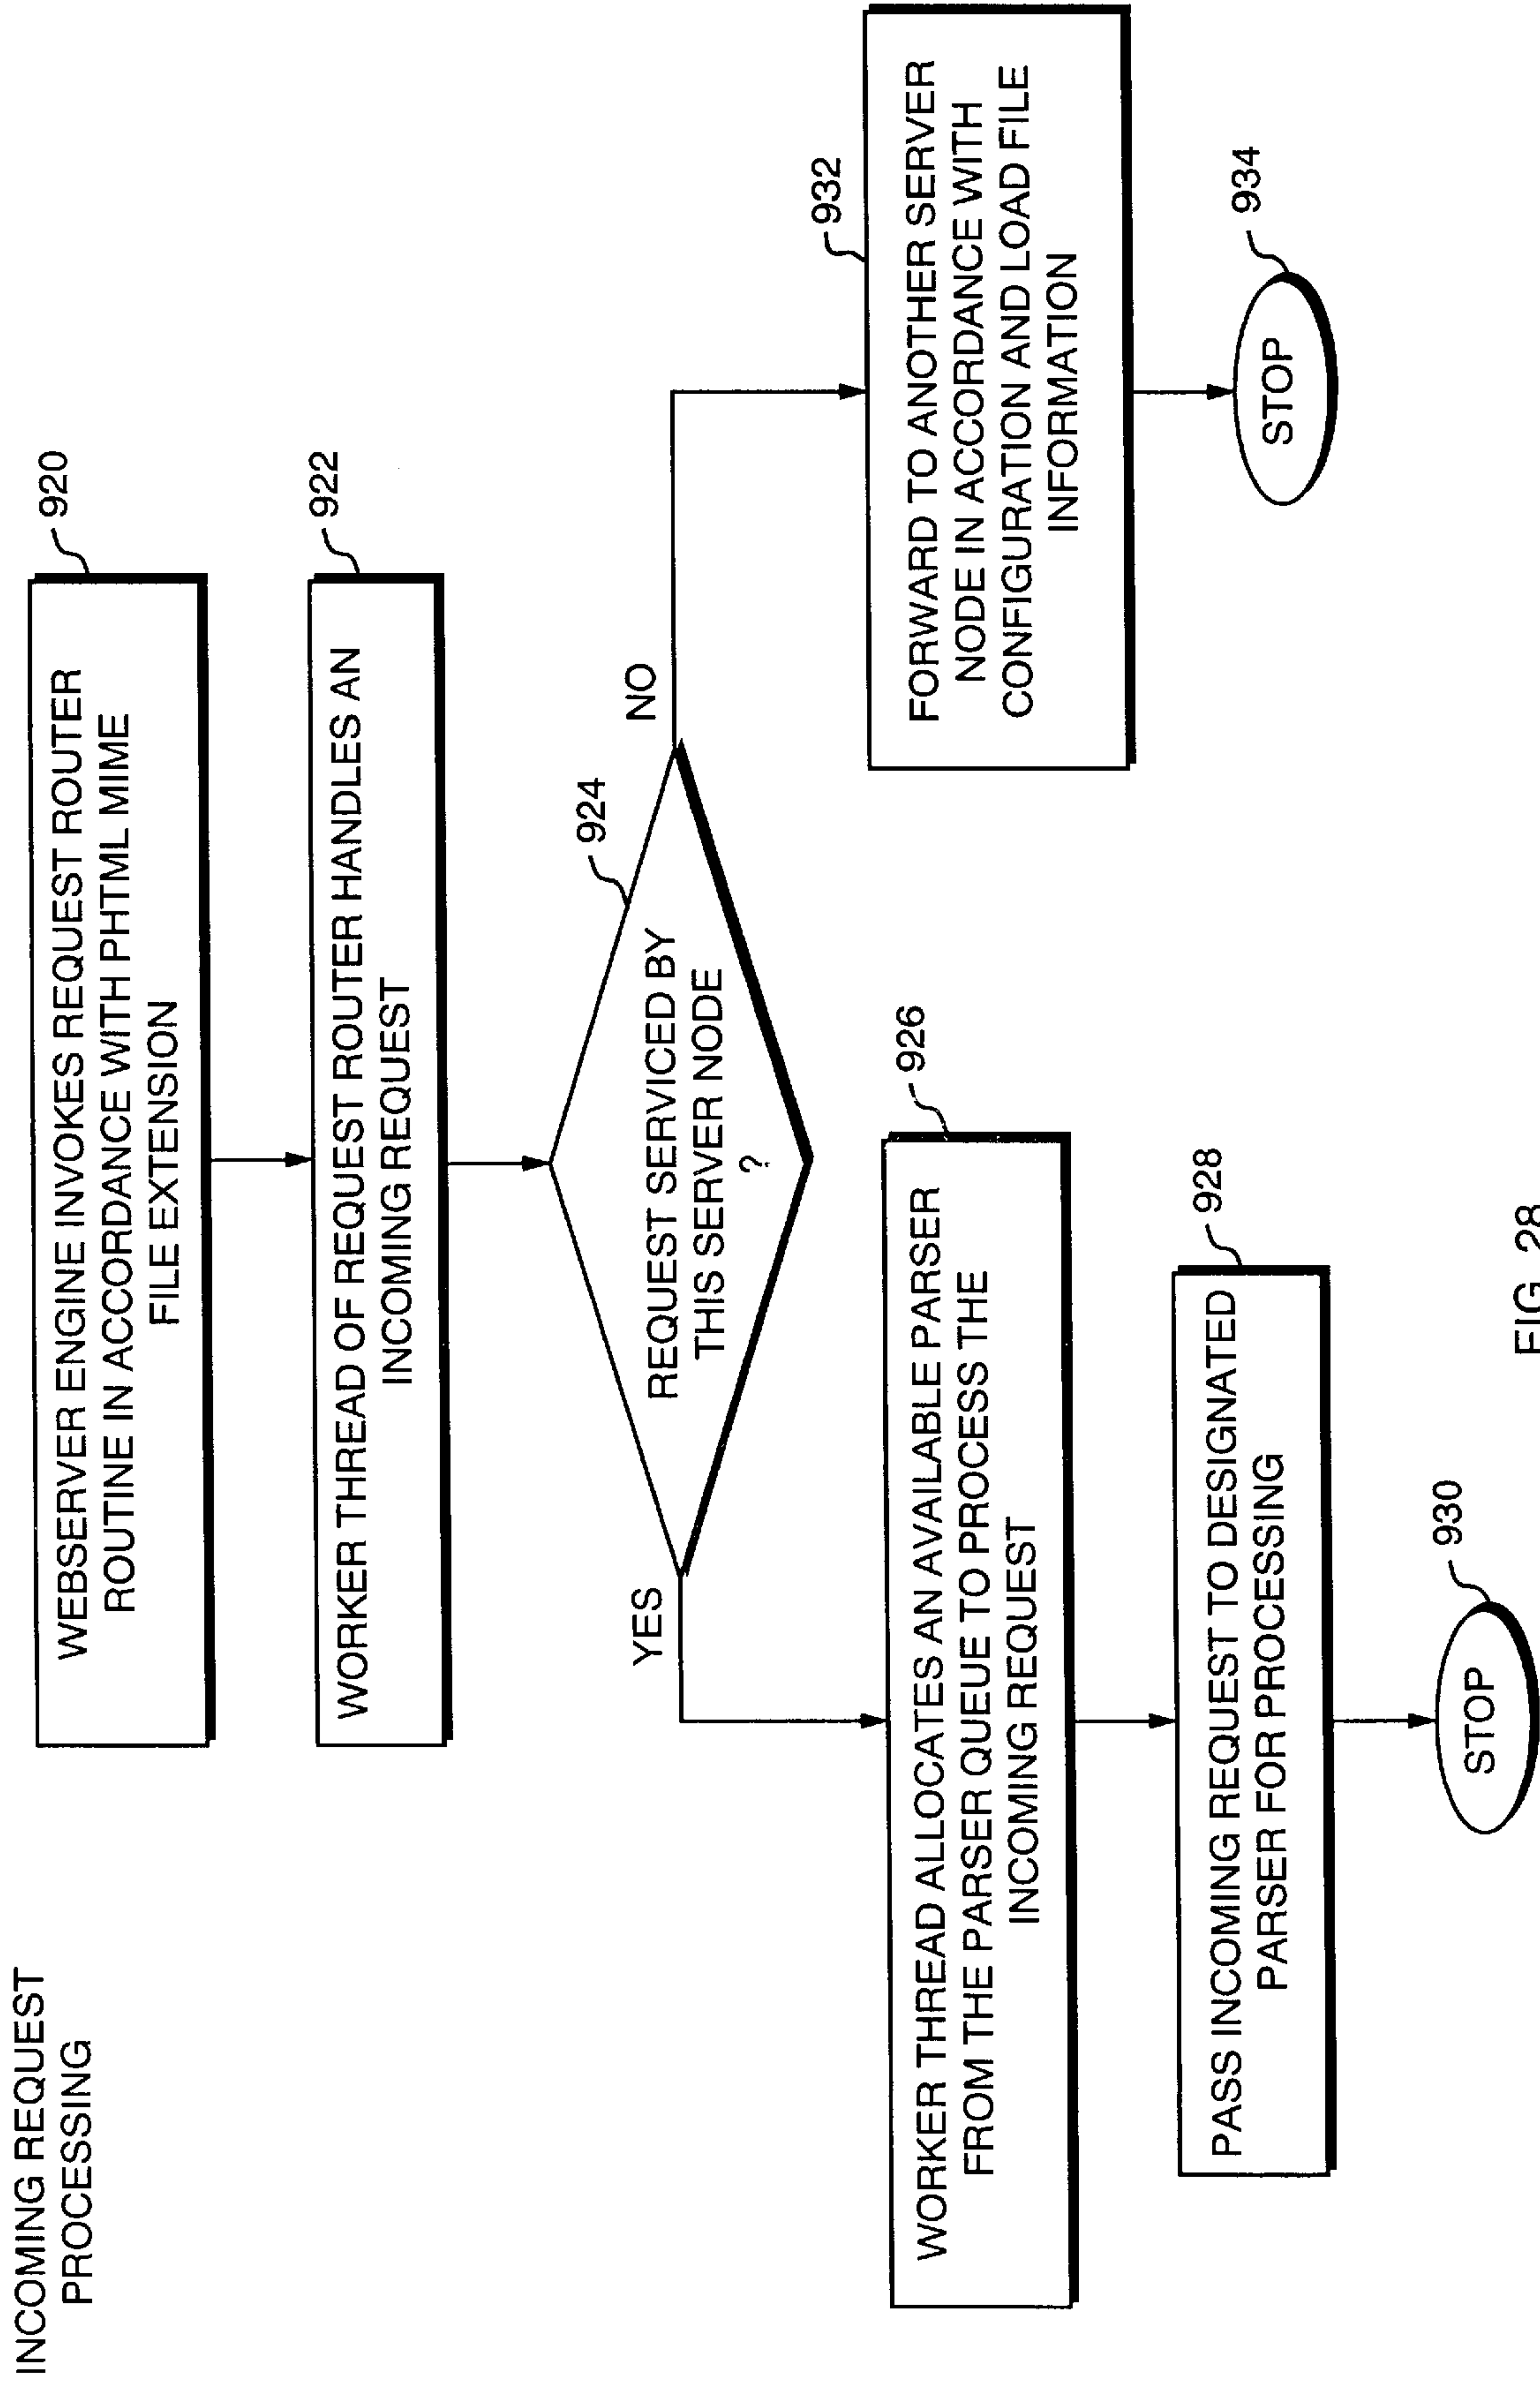 INCOMING REQUEST
PROCESSING
WEBSERVER ENGINE INVOKES REQUEST ROUTER
ROUTINE IN ACCORDANCE WITH PHTML MIME
FILE EXTENSION
920
WORKER THREAD OF REQUEST ROUTER HANDLES AN
INCOMING REQUEST
922
924
REQUEST SERVICED BY
THIS SERVER NODE
?
YES
NO
WORKER THREAD ALLOCATES AN AVAILABLE PARSER
FROM THE PARSER QUEUE TO PROCESS THE
INCOMING REQUEST
926
PASS INCOMING REQUEST TO DESIGNATED
PARSER FOR PROCESSING
928
STOP
930
FORWARD TO ANOTHER SERVER
NODE IN ACCORDANCE WITH
CONFIGURATION AND LOAD FILE
INFORMATION
932
STOP
934
FIG. 28